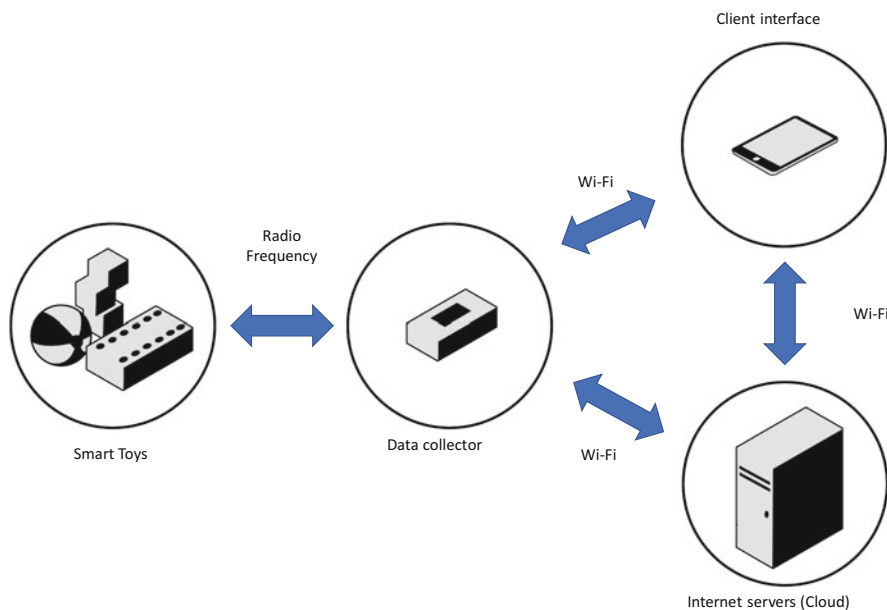 Client interface
Wi-Fi
Radio
Frequency
Wi-Fi
Smart Toys
Data collector
Wi-Fi
Internet servers (Cloud)